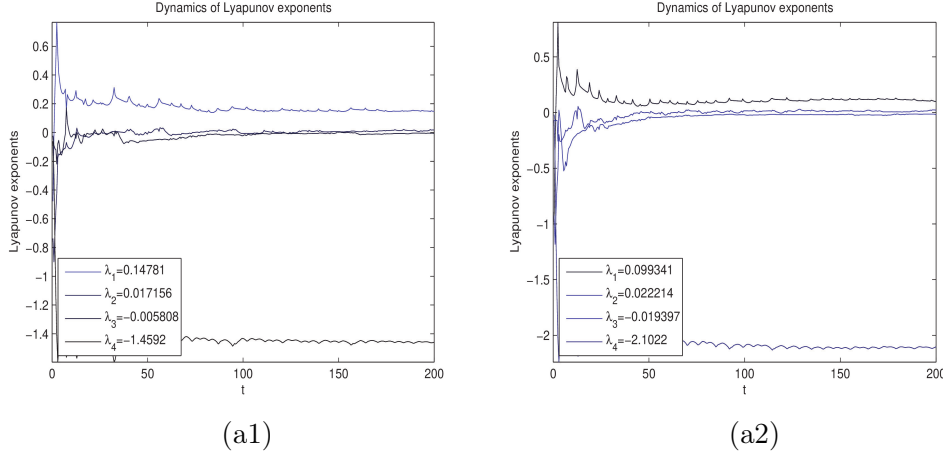 Dynamics of Lyapunov exponents
Lyapunov exponents
0.6
0.4
0.2
0
−0.2
−0.4
−0.6
−0.8
−1
−1.2
−1.4
λ1=0.14781
λ2=0.017156
λ3=−0.005808
λ4=−1.4592
0
50
100
150
200
t
(a1)
Dynamics of Lyapunov exponents
Lyapunov exponents
0.5
0
−0.5
−1
−1.5
−2
λ1=0.099341
λ2=0.022214
λ3=−0.019397
λ4=−2.1022
0
50
100
150
200
t
(a2)